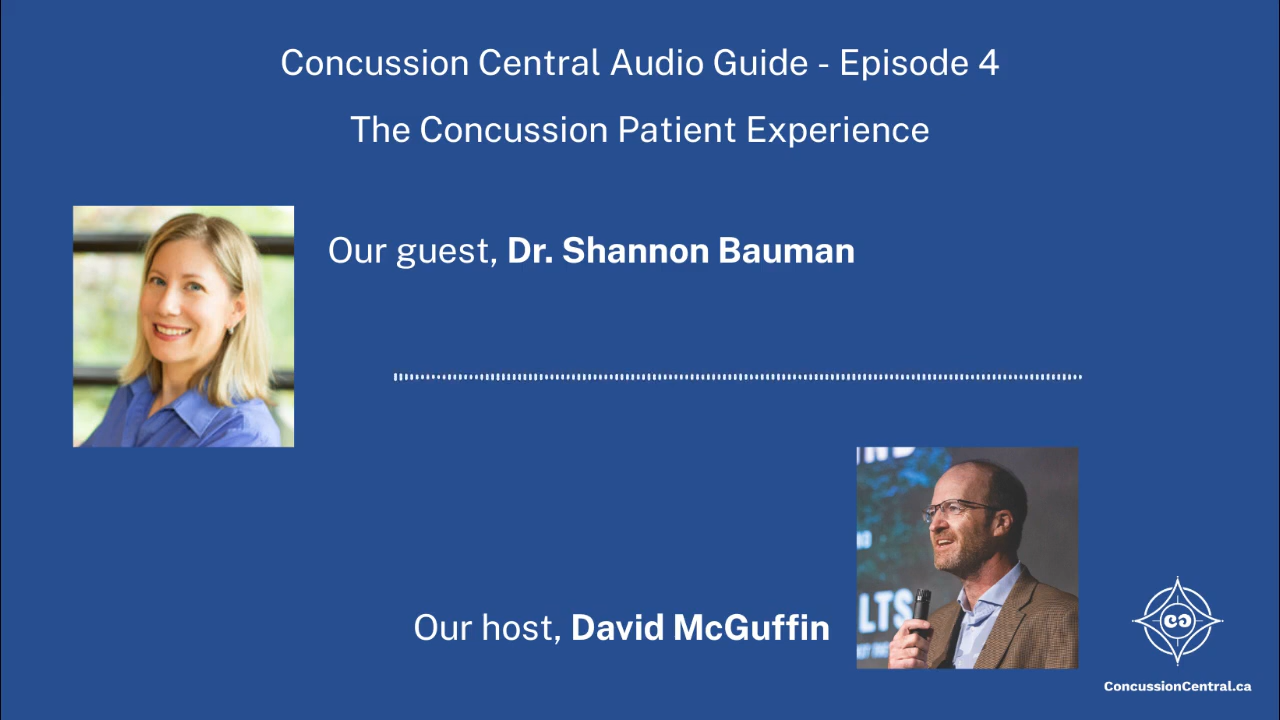 Concussion Central Audio Guide - Episode 4
The Concussion Patient Experience
Our guest, Dr. Shannon Bauman
LTS
Our host, David McGuffin
ConcussionCentral.ca